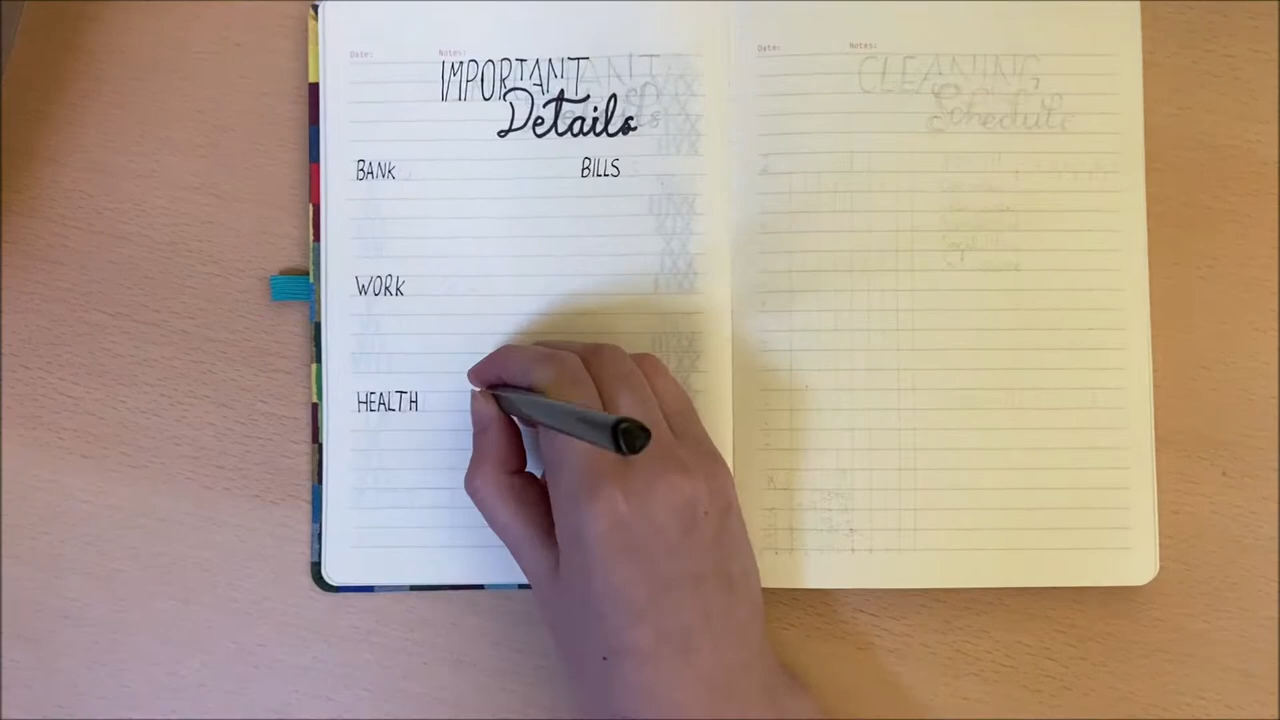 Date: Notes:
IMPORTANT
Details
BANK BILLS
WORK
HEALTH
Date: Notes:
CLEANING
Schedule